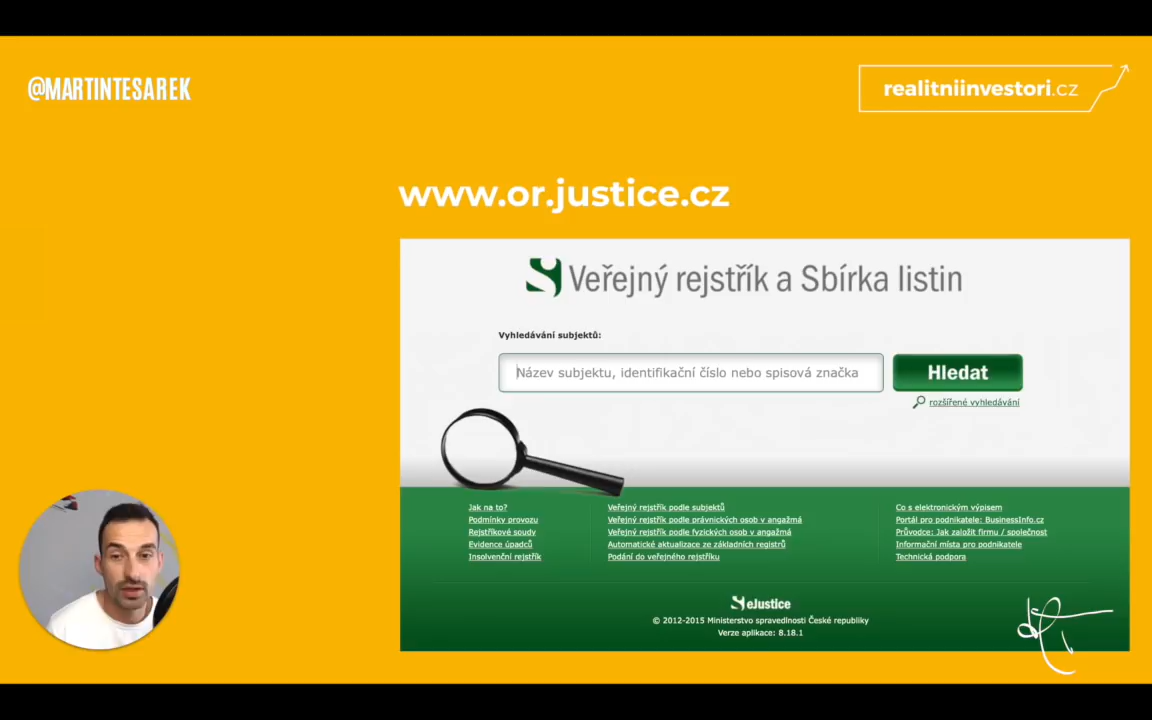 @MARTINTESAREK
realitniinvestori.cz
www.or.justice.cz
Veřejný rejstřík a Sbírka listin
Vyhledávání subjektů:
Název subjektu, identifikační číslo nebo spisová značka
Hledat
rozšířené vyhledávání
Jak na to?
Podmínky provozu
Rejstříkové soudy
Evidence úpadců
Insolvenční rejstřík
Veřejný rejstřík podle subjektů
Veřejný rejstřík podle právnických osob v angažmá
Veřejný rejstřík podle fyzických osob v angažmá
Automatické aktualizace ze základních registrů
Podání do veřejného rejstříku
Co s elektronickým výpisem
Portál pro podnikatele: BusinessInfo.cz
Průvodce: Jak založit firmu / společnost
Informační místa pro podnikatele
Technická podpora
eJustice
© 2012-2015 Ministerstvo spravedlnosti České republiky
Verze aplikace: 8.18.1